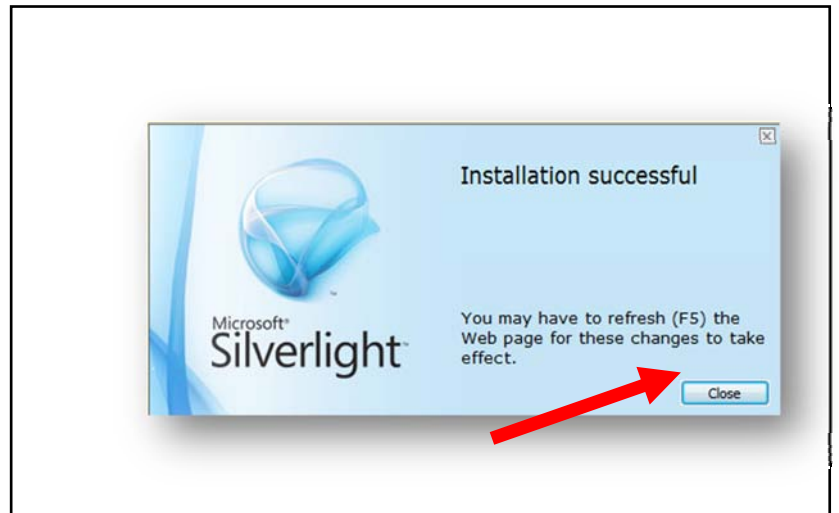 Installation successful
Microsoft®
Silverlight™
You may have to refresh (F5) the
Web page for these changes to take
effect.
Close